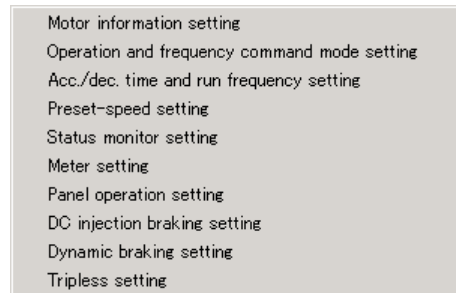 Motor information setting
Operation and frequency command mode setting
Acc./dec. time and run frequency setting
Preset-speed setting
Status monitor setting
Meter setting
Panel operation setting
DC injection braking setting
Dynamic braking setting
Tripless setting